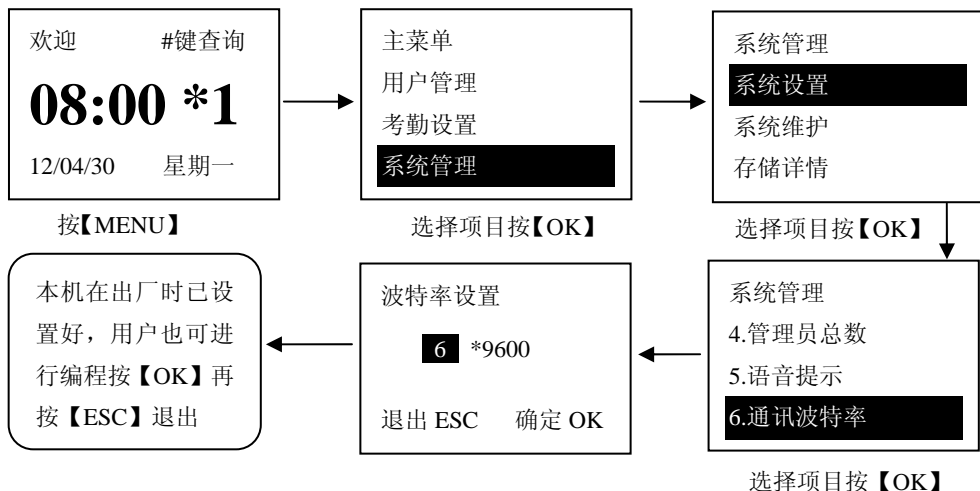 欢迎 #键查询
08:00 *1
12/04/30 星期一
按【MENU】
主菜单
用户管理
考勤设置
系统管理
选择项目按【OK】
系统管理
系统设置
系统维护
存储详情
选择项目按【OK】
系统管理
4.管理员总数
5.语音提示
6.通讯波特率
选择项目按【OK】
波特率设置
6 *9600
退出 ESC 确定 OK
本机在出厂时已设
置好，用户也可进
行编程按【OK】再
按【ESC】退出